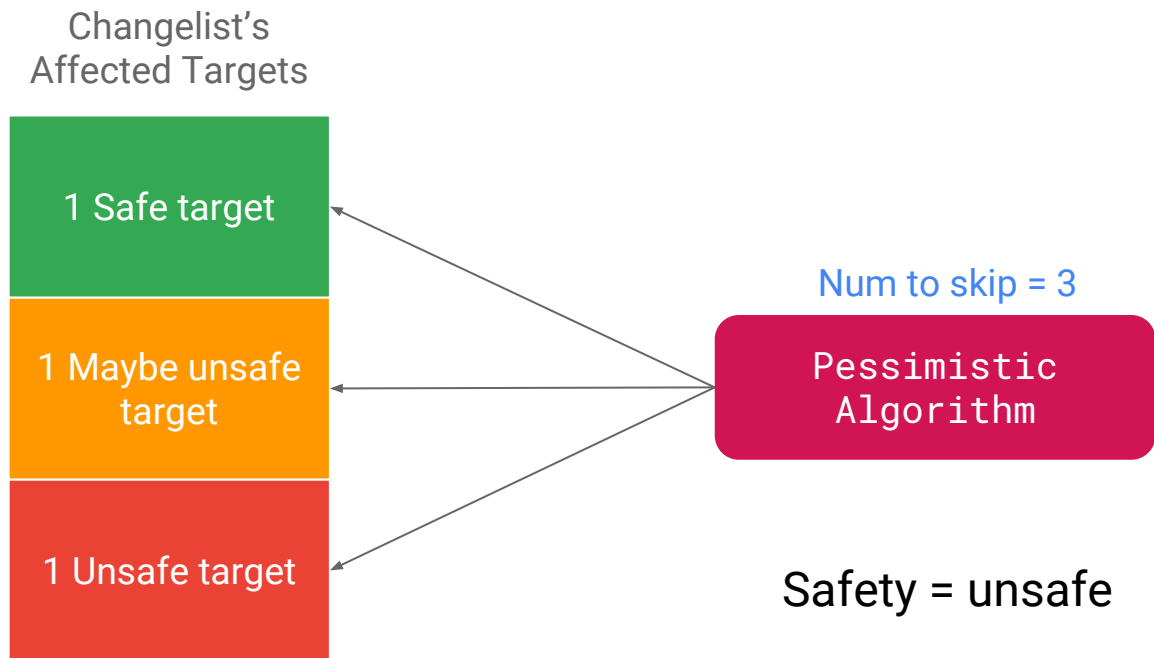 Changelist's
Affected Targets
1 Safe target
1 Maybe unsafe
target
1 Unsafe target
Num to skip = 3
Pessimistic
Algorithm
Safety = unsafe